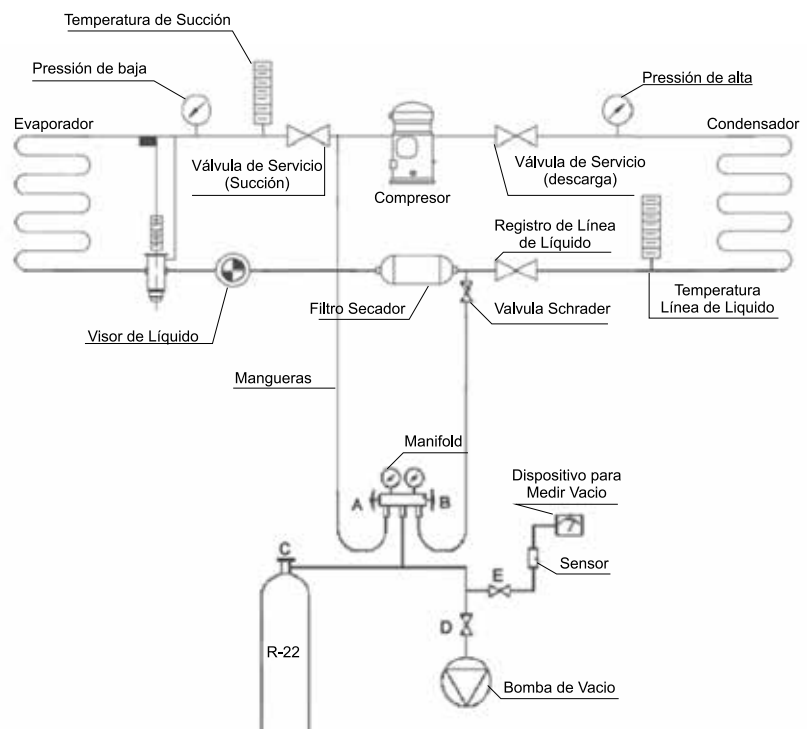 Temperatura de Succión
Pressión de baja
Pressión de alta
Evaporador
Condensador
Válvula de Servicio
(Succión)
Compresor
Válvula de Servicio
(descarga)
Registro de Línea
de Líquido
Filtro Secador
Valvula Schrader
Temperatura
Línea de Liquido
Visor de Líquido
Mangueras
Manifold
A
B
Dispositivo para
Medir Vacio
C
E
Sensor
D
R-22
Bomba de Vacio